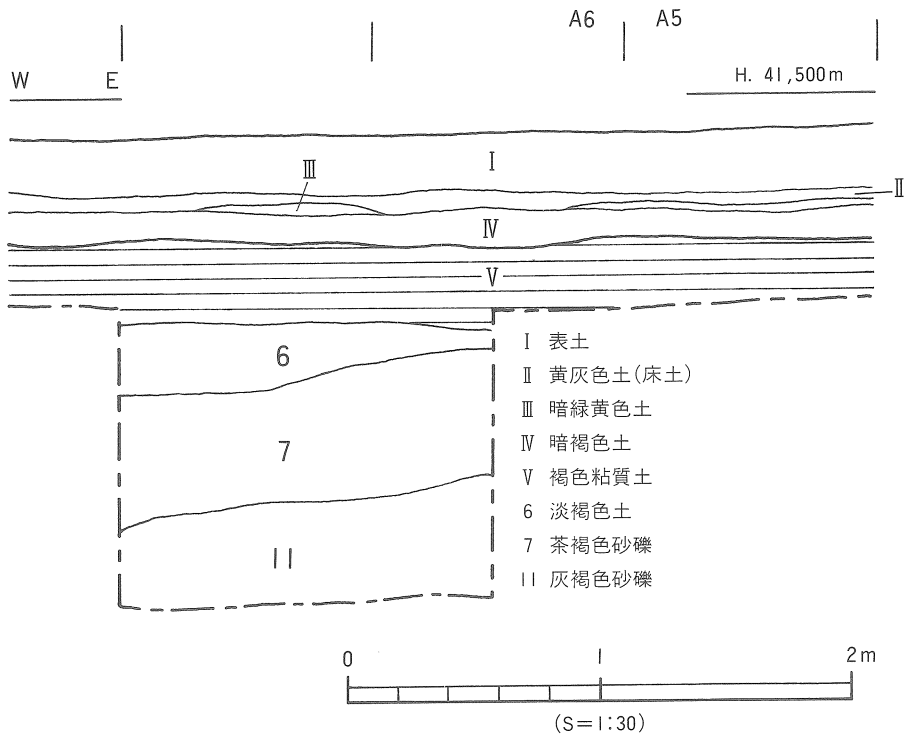 A6 A5
W E H. 41,500m
I
III
II
IV
V
6
7
11
I 表土
II 黄灰色土(床土)
III 暗緑黄色土
IV 暗褐色土
V 褐色粘質土
6 淡褐色土
7 茶褐色砂礫
11 灰褐色砂礫
0 1 2m
(S=1:30)